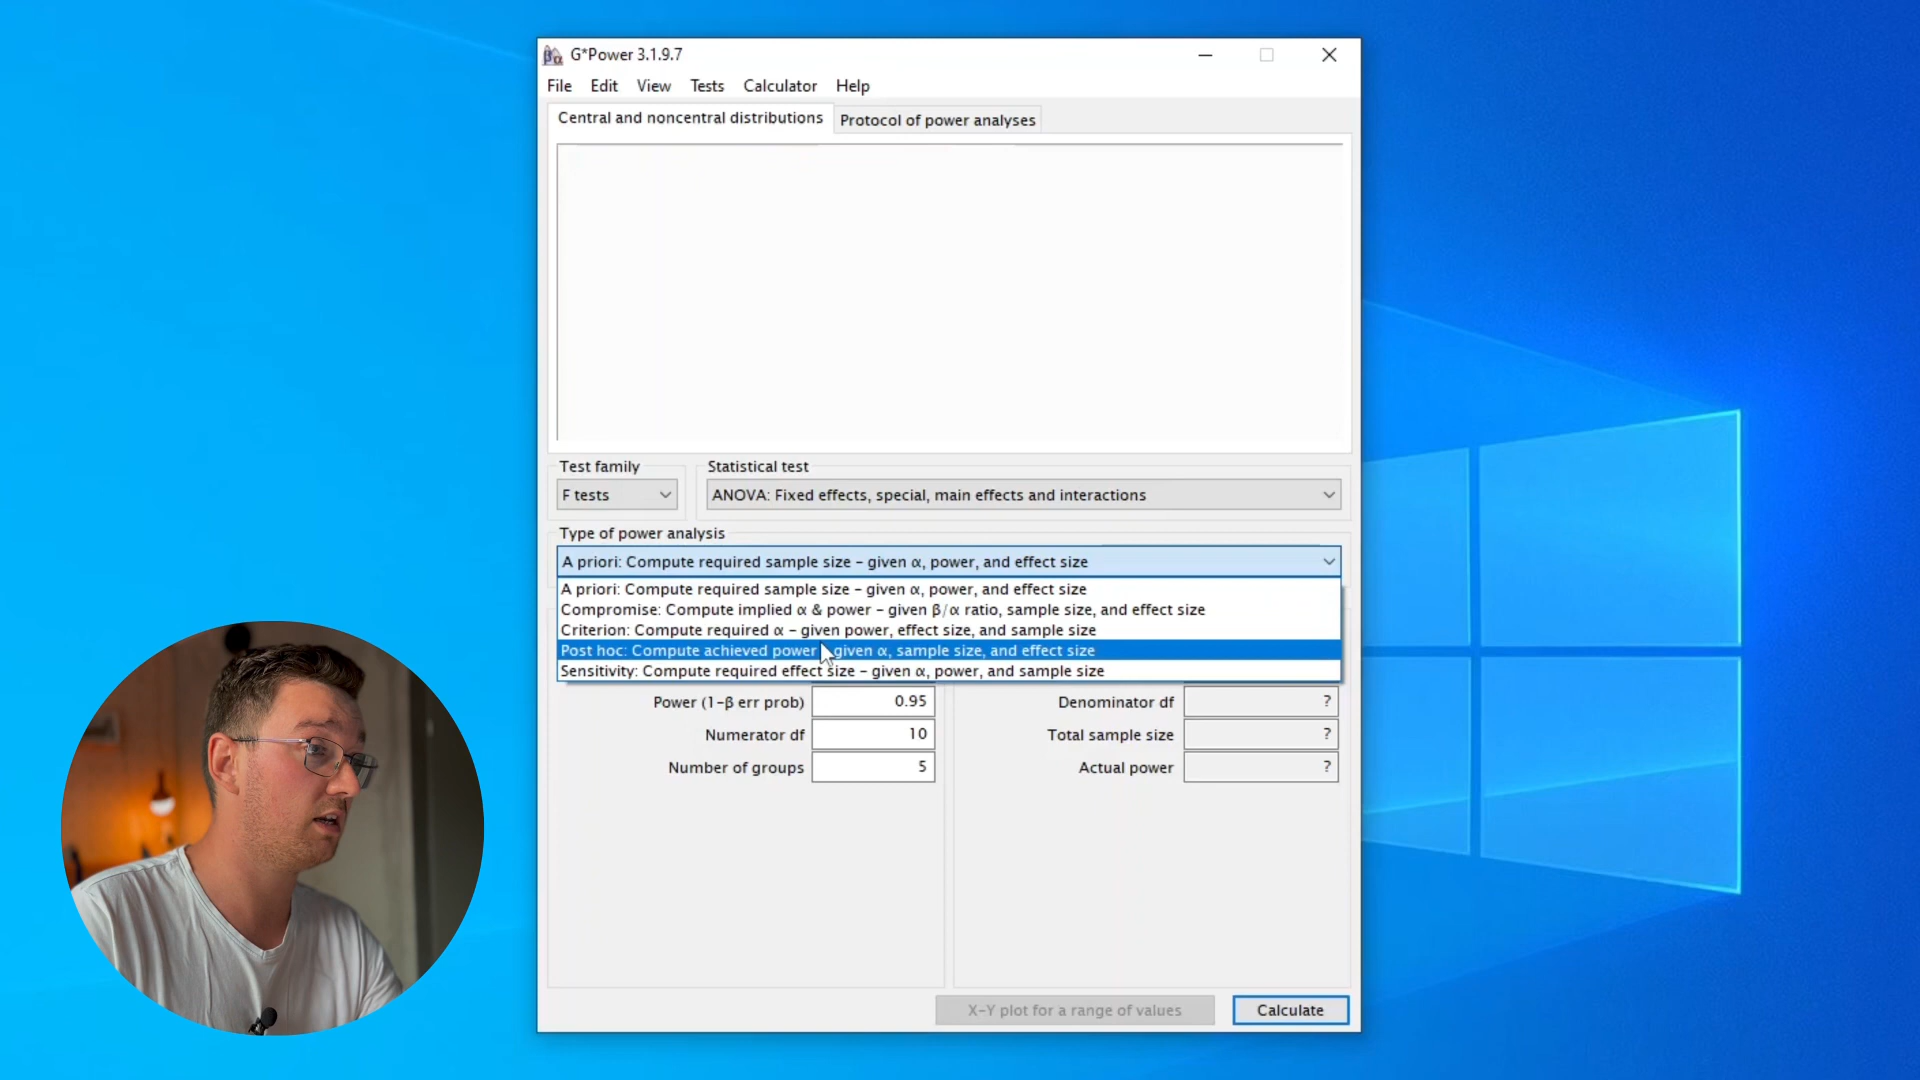 G*Power 3.1.9.7
File Edit View Tests Calculator Help
Central and noncentral distributions Protocol of power analyses
Test family Statistical test
F tests ANOVA: Fixed effects, special, main effects and interactions
Type of power analysis
A priori: Compute required sample size – given α, power, and effect size
A priori: Compute required sample size – given α, power, and effect size
Compromise: Compute implied α & power – given β/α ratio, sample size, and effect size
Criterion: Compute required α – given power, effect size, and sample size
Post hoc: Compute achieved power given α, sample size, and effect size
Sensitivity: Compute required effect size – given α, power, and sample size
Power (1–β err prob) 0.95 Denominator df ?
Numerator df 10 Total sample size ?
Number of groups 5 Actual power ?
X–Y plot for a range of values Calculate